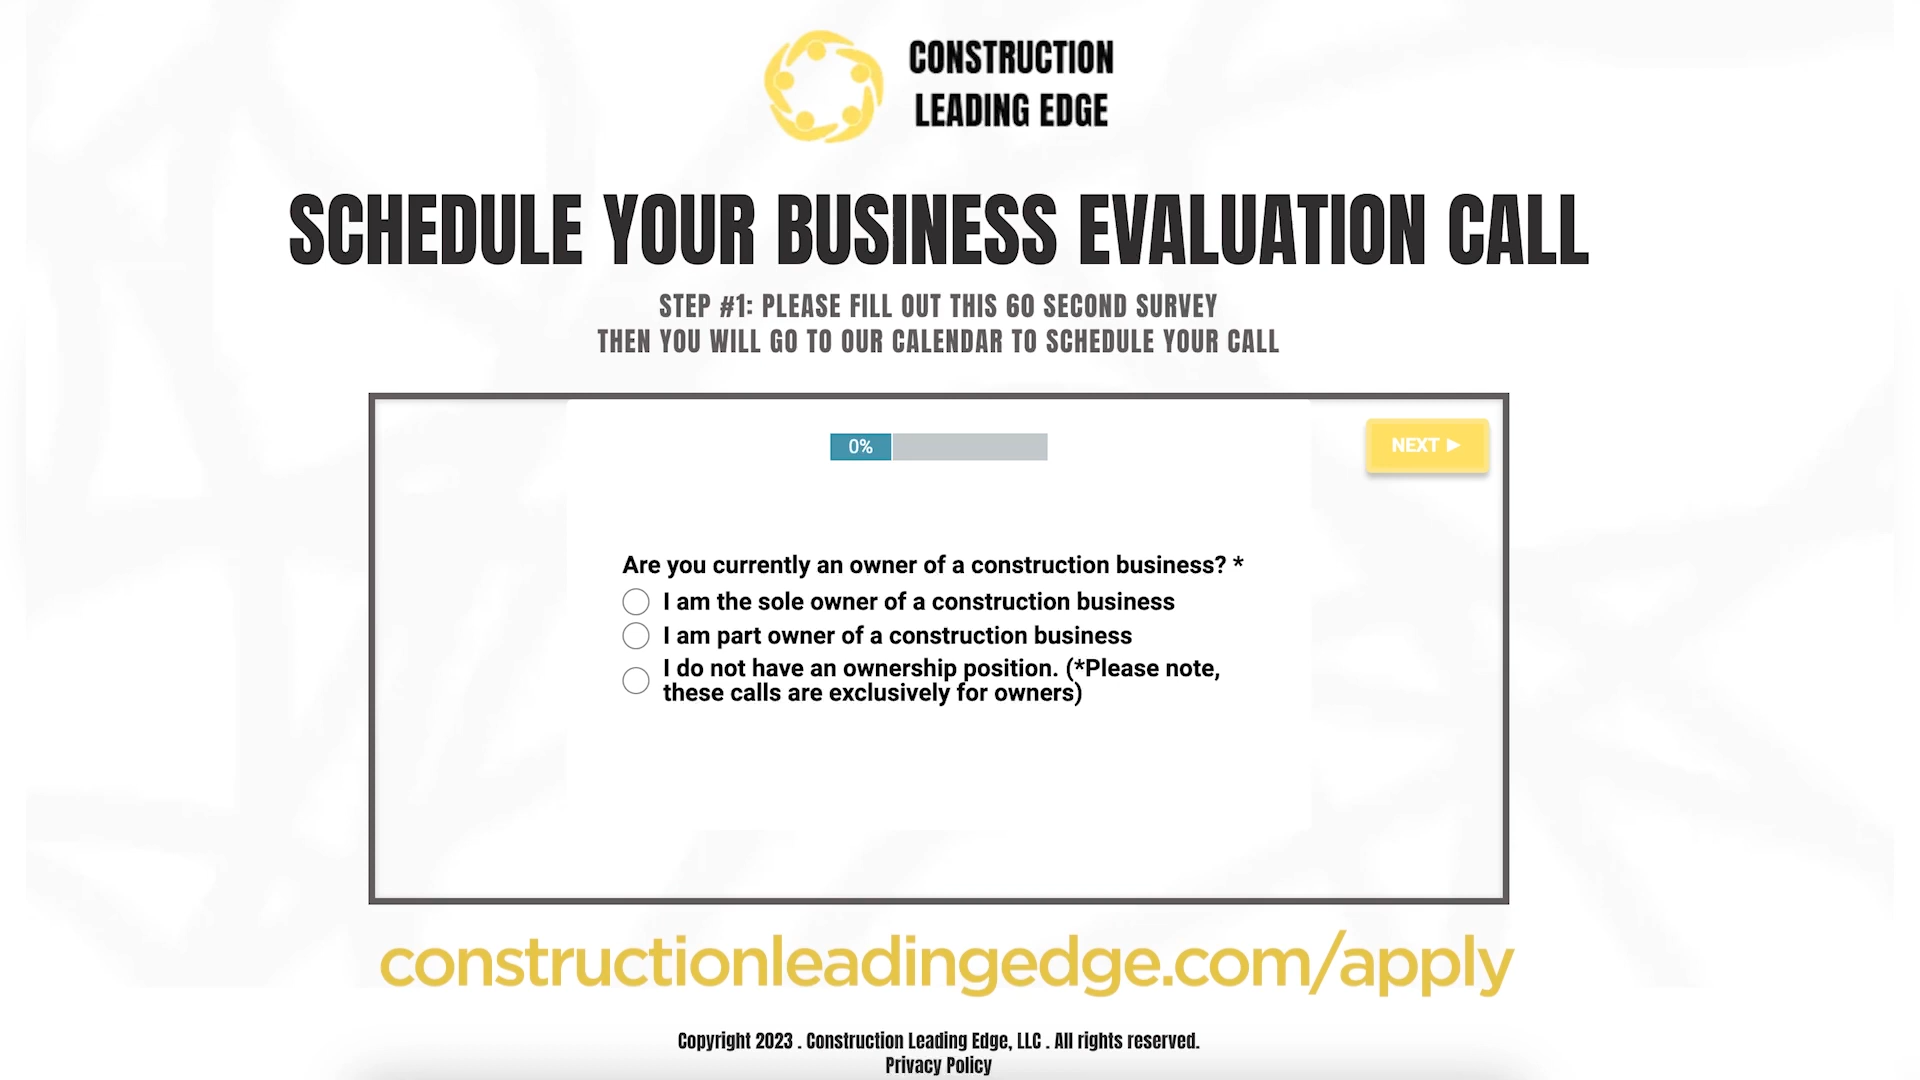 CONSTRUCTION
LEADING EDGE
SCHEDULE YOUR BUSINESS EVALUATION CALL
STEP #1: PLEASE FILL OUT THIS 60 SECOND SURVEY
THEN YOU WILL GO TO OUR CALENDAR TO SCHEDULE YOUR CALL
0%
NEXT ►
Are you currently an owner of a construction business? *
I am the sole owner of a construction business
I am part owner of a construction business
I do not have an ownership position. (*Please note,
these calls are exclusively for owners)
constructionleadingedge.com/apply
Copyright 2023 . Construction Leading Edge, LLC . All rights reserved.
Privacy Policy